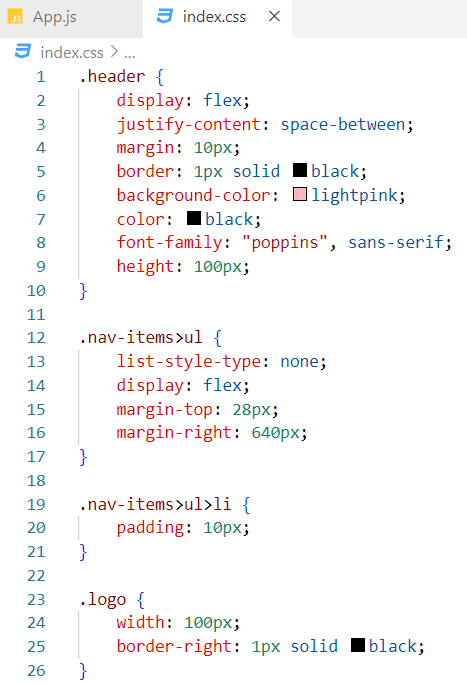 JS App.js index.css ×
index.css > ...
1 .header {
2     display: flex;
3     justify-content: space-between;
4     margin: 10px;
5     border: 1px solid black;
6     background-color: lightpink;
7     color: black;
8     font-family: "poppins", sans-serif;
9     height: 100px;
10 }
11
12 .nav-items>ul {
13     list-style-type: none;
14     display: flex;
15     margin-top: 28px;
16     margin-right: 640px;
17 }
18
19 .nav-items>ul>li {
20     padding: 10px;
21 }
22
23 .logo {
24     width: 100px;
25     border-right: 1px solid black;
26 }